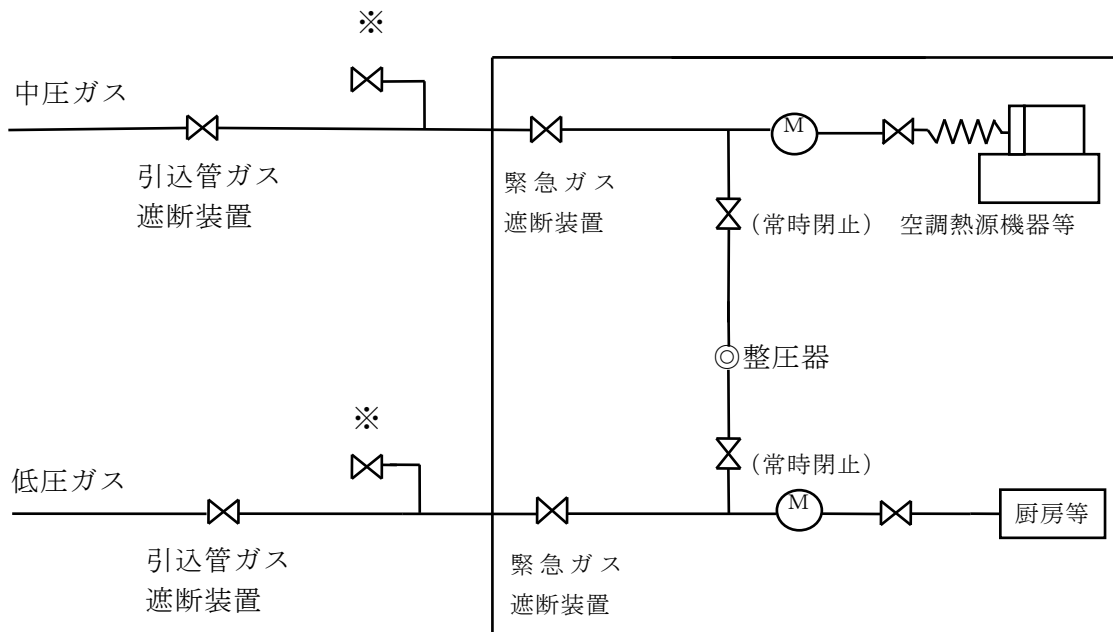 ※
中圧ガス
引込管ガス
遮断装置
緊急ガス
遮断装置
M
(常時閉止)
空調熱源機器等
◎整圧器
※
低圧ガス
引込管ガス
遮断装置
緊急ガス
遮断装置
(常時閉止)
M
厨房等